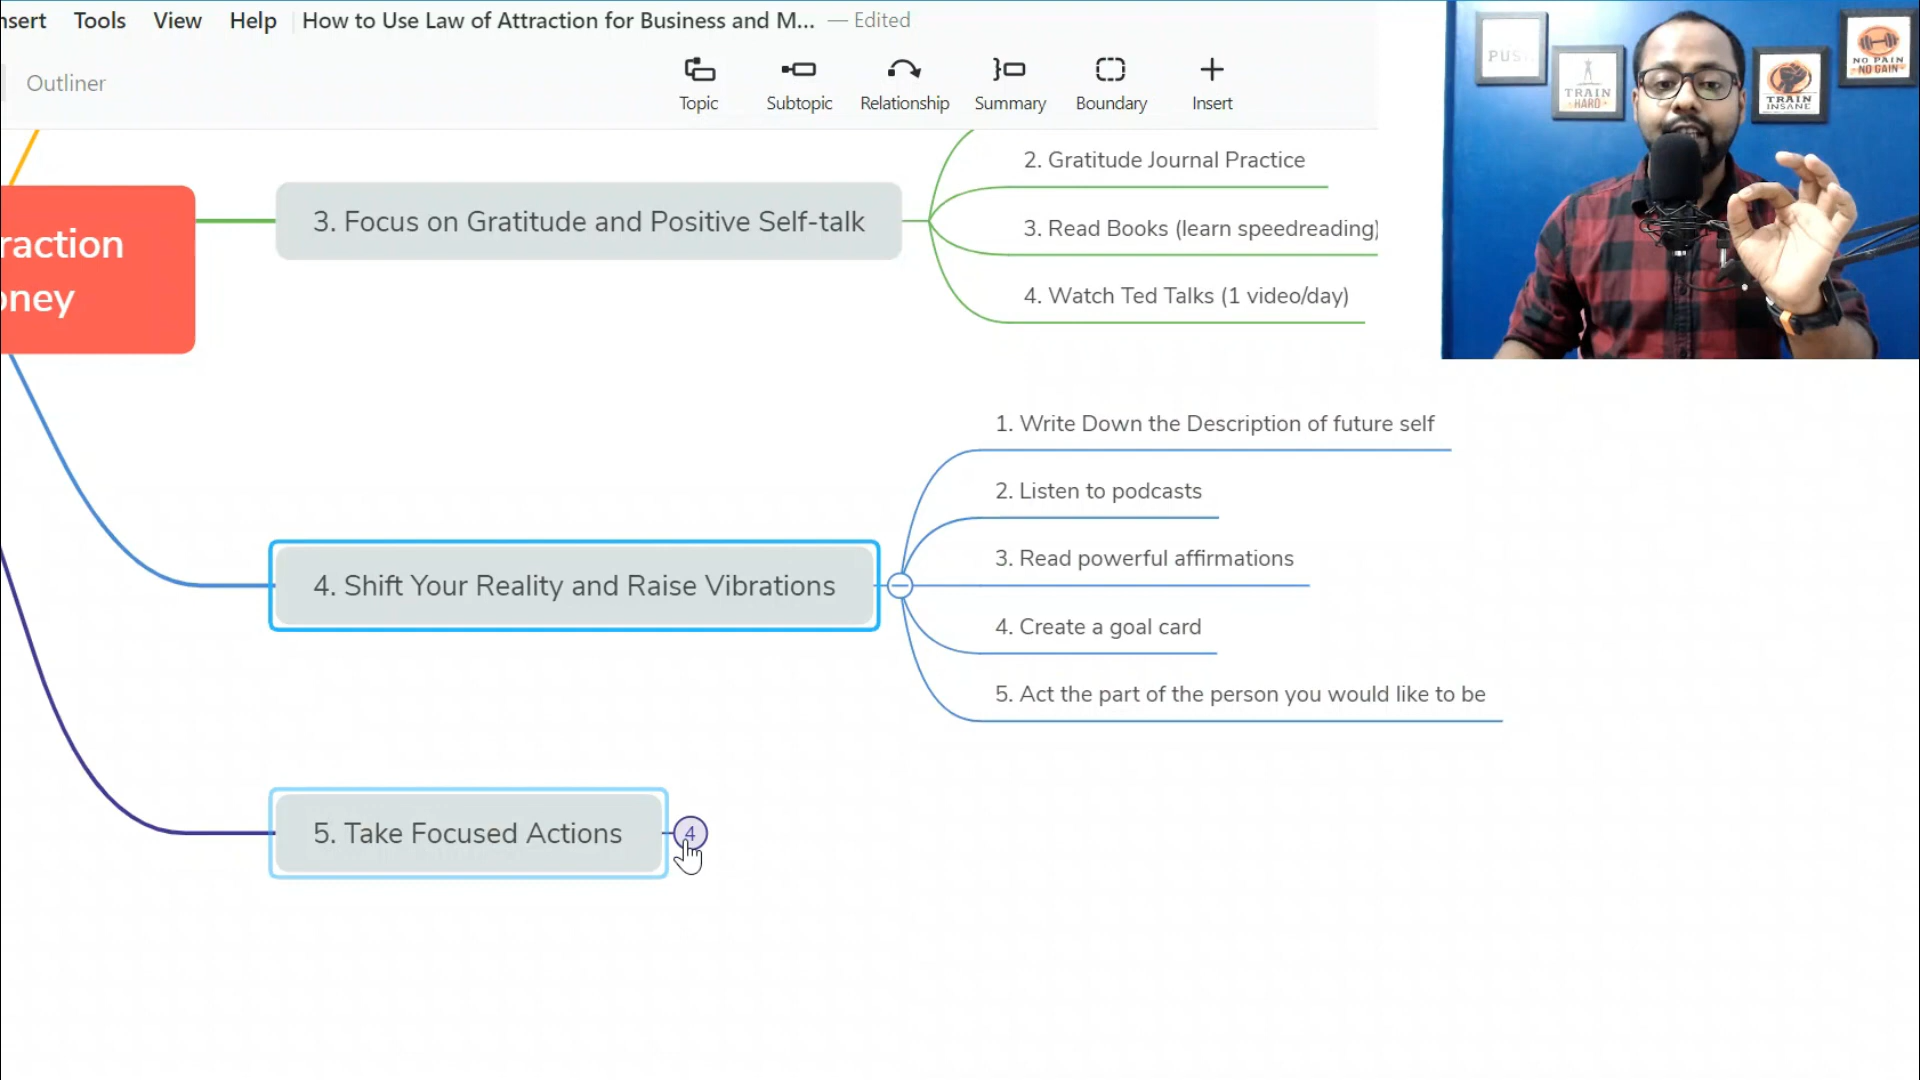 nsert Tools View Help How to Use Law of Attraction for Business and M... — Edited
Outliner
Topic Subtopic Relationship Summary Boundary Insert
PUS
TRAIN
HARD
TRAIN
INSANE
NO PAIN
NO GAIN
raction
oney
3. Focus on Gratitude and Positive Self-talk
2. Gratitude Journal Practice
3. Read Books (learn speedreading)
4. Watch Ted Talks (1 video/day)
4. Shift Your Reality and Raise Vibrations
1. Write Down the Description of future self
2. Listen to podcasts
3. Read powerful affirmations
4. Create a goal card
5. Act the part of the person you would like to be
5. Take Focused Actions
4